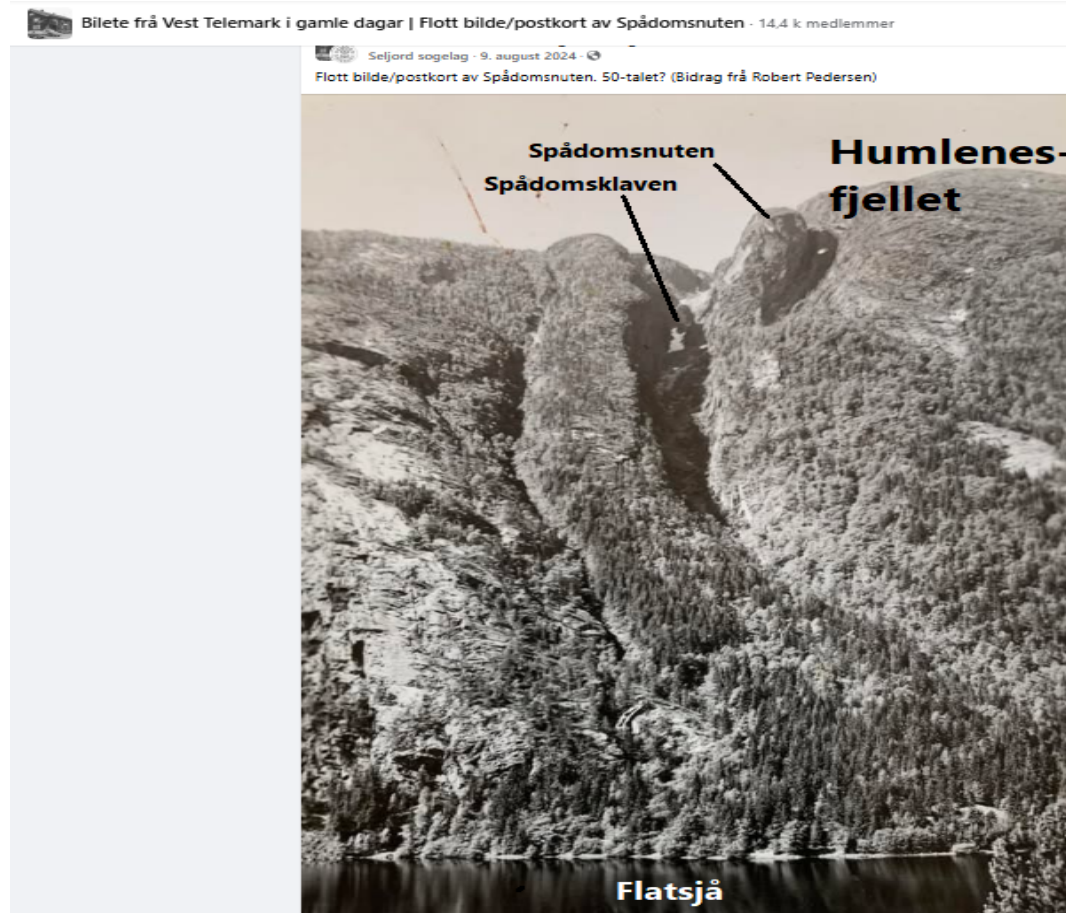 Bilete frå Vest Telemark i gamle dagar | Flott bilde/postkort av Spådomsnuten · 14,4 k medlemmer
Seljord sogelag · 9. august 2024 ·
Flott bilde/postkort av Spådomsnuten. 50-talet? (Bidrag frå Robert Pedersen)
Spådomsnuten
Spådomsklaven
Humlenes-
fjellet
Flatsjå